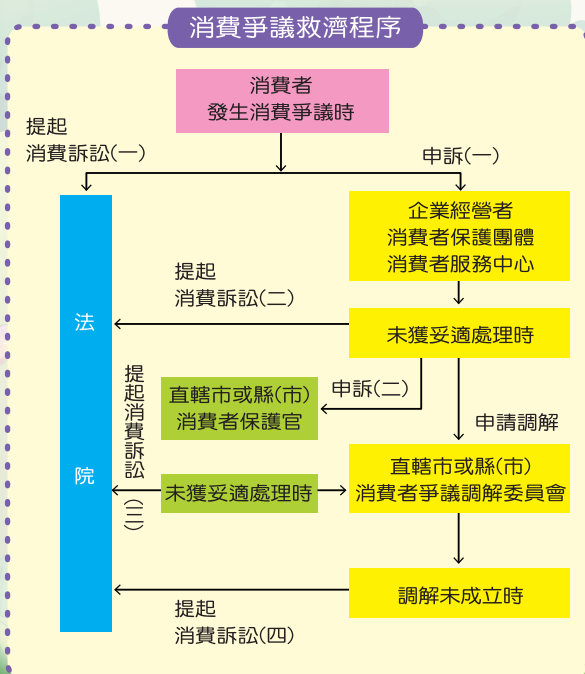 消費爭議救濟程序
消費者
發生消費爭議時
提起
消費訴訟(一)
申訴(一)
企業經營者
消費者保護團體
消費者服務中心
提起
消費訴訟(二)
法院
未獲妥適處理時
提起消費訴訟(三)
直轄市或縣(市)
消費者保護官
申訴(二)
申請調解
未獲妥適處理時
直轄市或縣(市)
消費者爭議調解委員會
調解未成立時
提起
消費訴訟(四)